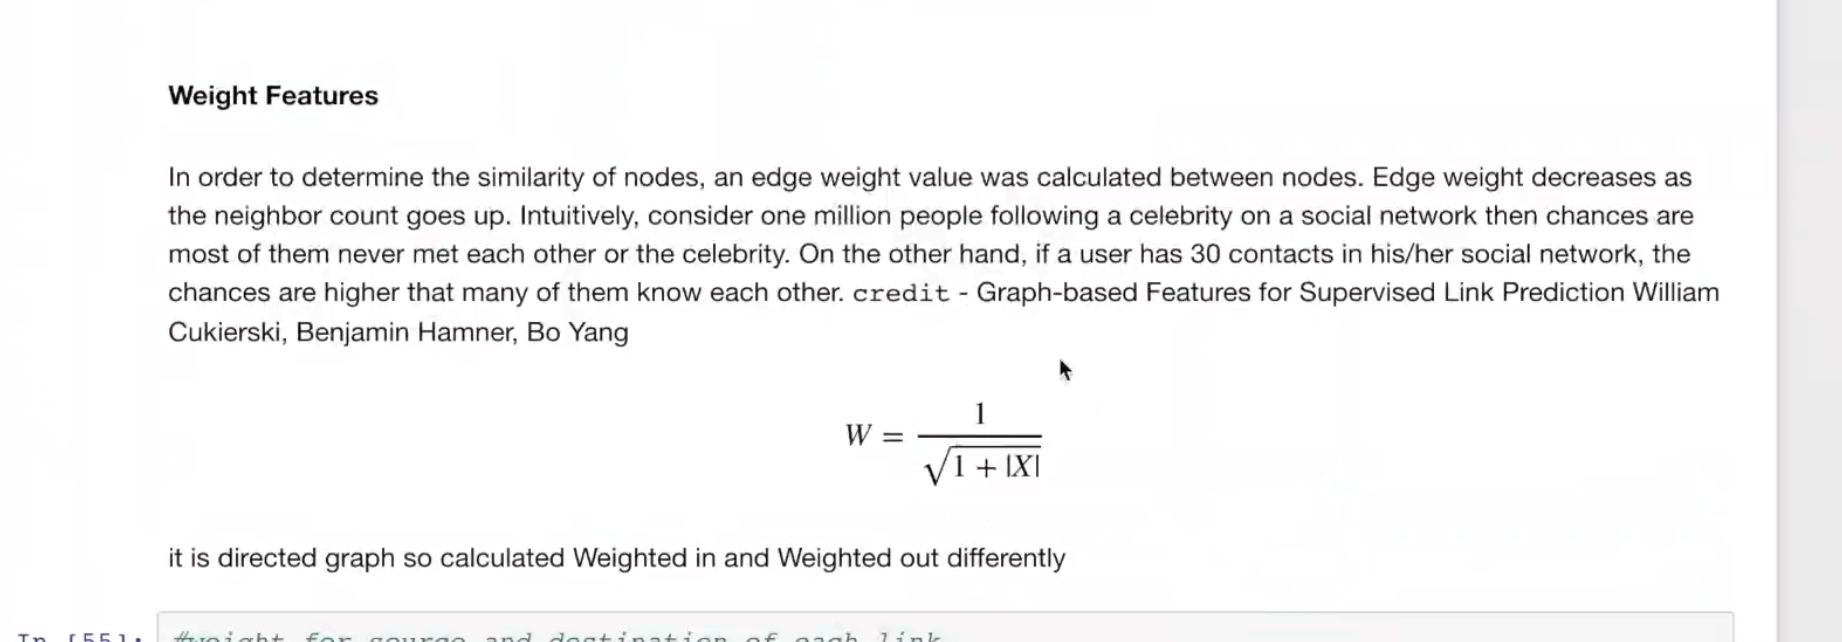 Weight Features
In order to determine the similarity of nodes, an edge weight value was calculated between nodes. Edge weight decreases as
the neighbor count goes up. Intuitively, consider one million people following a celebrity on a social network then chances are
most of them never met each other or the celebrity. On the other hand, if a user has 30 contacts in his/her social network, the
chances are higher that many of them know each other. credit - Graph-based Features for Supervised Link Prediction William
Cukierski, Benjamin Hamner, Bo Yang
W = 1 / √(1 + |X|)
it is directed graph so calculated Weighted in and Weighted out differently
In [55]: #weight for source and destination of each link